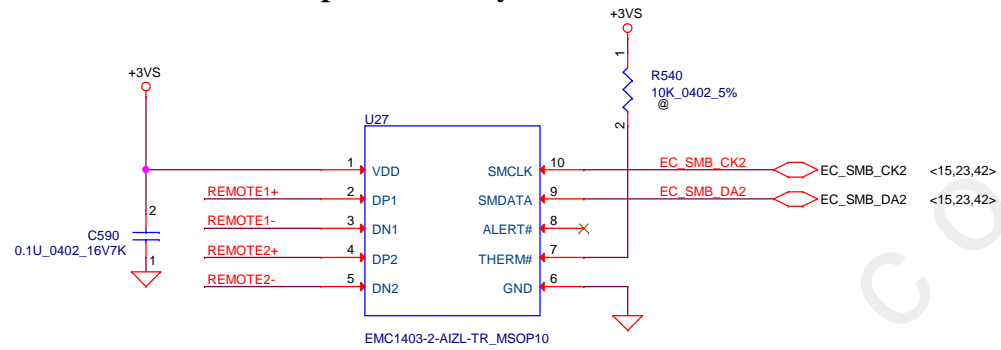 +3VS
+3VS
1
R540
10K_0402_5%
@
2
U27
1 VDD SMCLK 10 EC_SMB_CK2 EC_SMB_CK2 <15,23,42>
REMOTE1+ 2 DP1 SMDATA 9 EC_SMB_DA2 EC_SMB_DA2 <15,23,42>
REMOTE1- 3 DN1 ALERT# 8
REMOTE2+ 4 DP2 THERM# 7
REMOTE2- 5 DN2 GND 6
2
C590
0.1U_0402_16V7K
1
EMC1403-2-AIZL-TR_MSOP10
C O